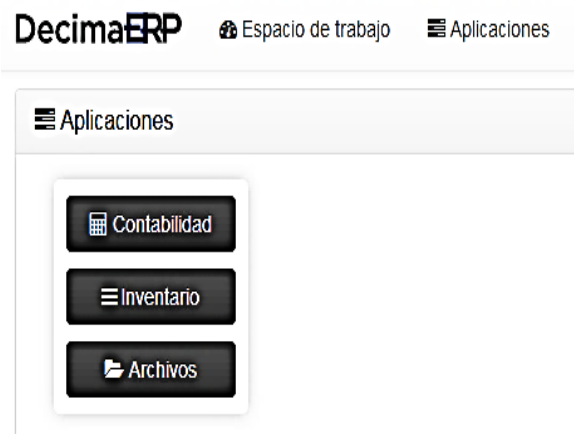 DecimaERP Espacio de trabajo Aplicaciones
Aplicaciones
Contabilidad
Inventario
Archivos